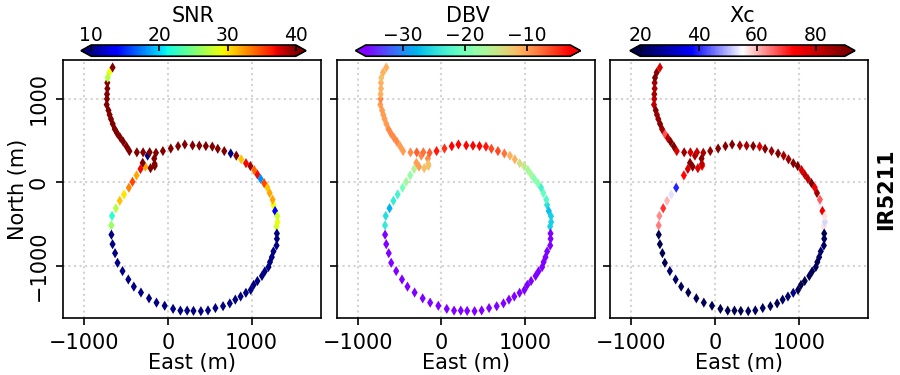 SNR DBV Xc
10 20 30 40 −30 −20 −10 20 40 60 80
1000
0
−1000
North (m)
−1000 0 1000 −1000 0 1000 −1000 0 1000
East (m) East (m) East (m)
IR5211